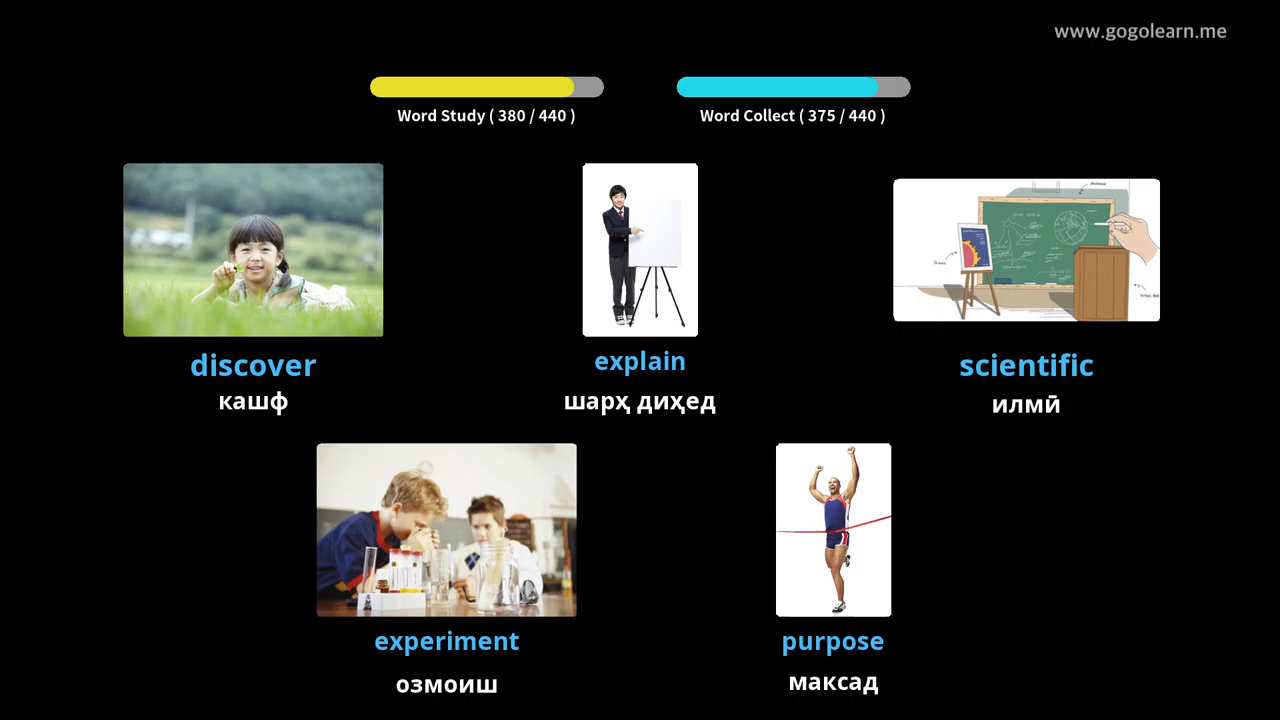 www.gogolearn.me
Word Study ( 380 / 440 )
Word Collect ( 375 / 440 )
discover
кашф
explain
шарҳ диҳед
scientific
илмӣ
experiment
озмоиш
purpose
максад